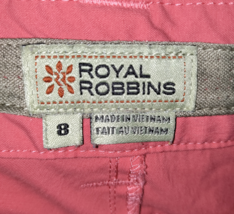 ROYAL
ROBBINS
8
MADE IN VIETNAM
FAIT AU VIETNAM